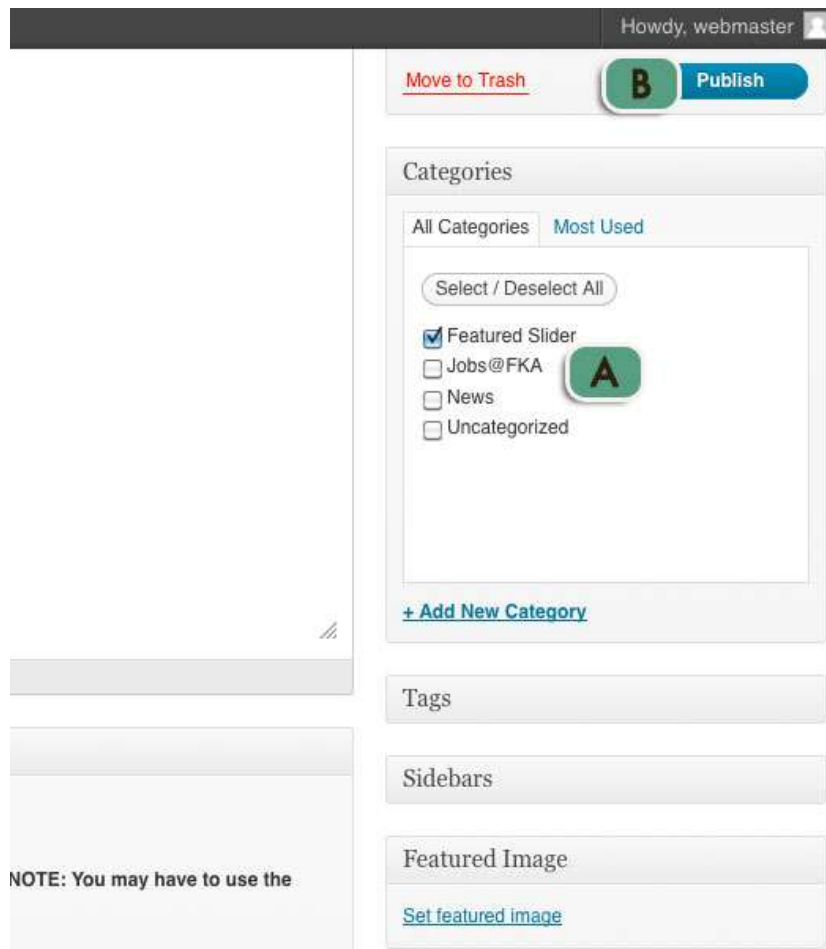 Howdy, webmaster
Move to Trash
B
Publish
Categories
All Categories Most Used
Select / Deselect All
Featured Slider
Jobs@FKA
A
News
Uncategorized
+ Add New Category
Tags
Sidebars
Featured Image
NOTE: You may have to use the
Set featured image